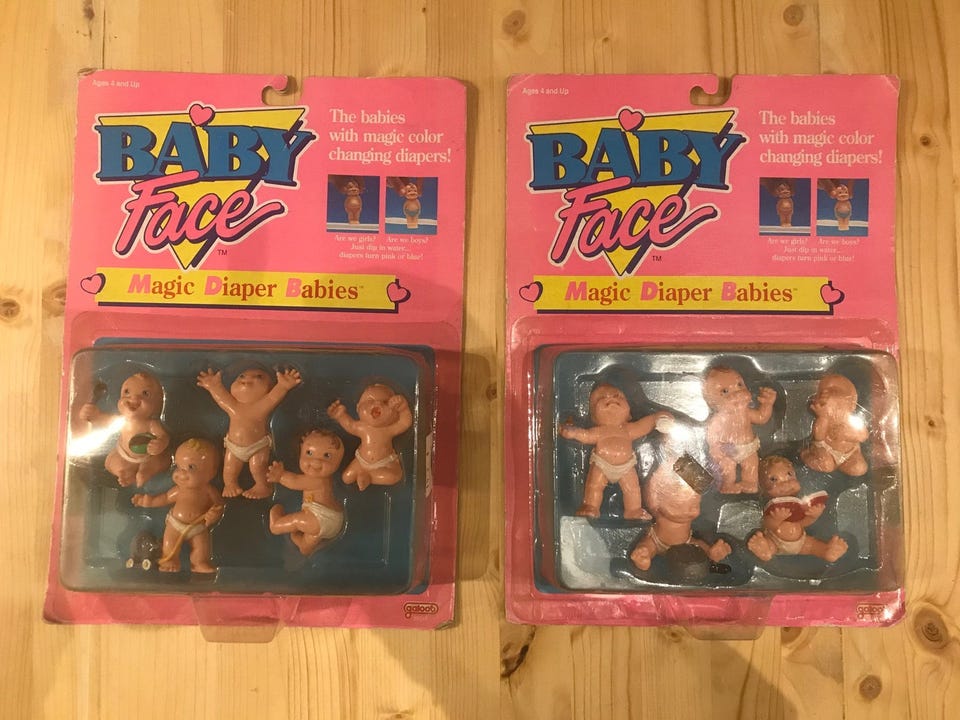 Ages 4 and Up
BABY
Face
TM
The babies
with magic color
changing diapers!
Are we girls?
Are we boys?
Just dip in water...
diapers turn pink or blue!
Magic Diaper Babies
galoob
Ages 4 and Up
BABY
Face
TM
The babies
with magic color
changing diapers!
Are we girls?
Are we boys?
Just dip in water...
diapers turn pink or blue!
Magic Diaper Babies
galoob